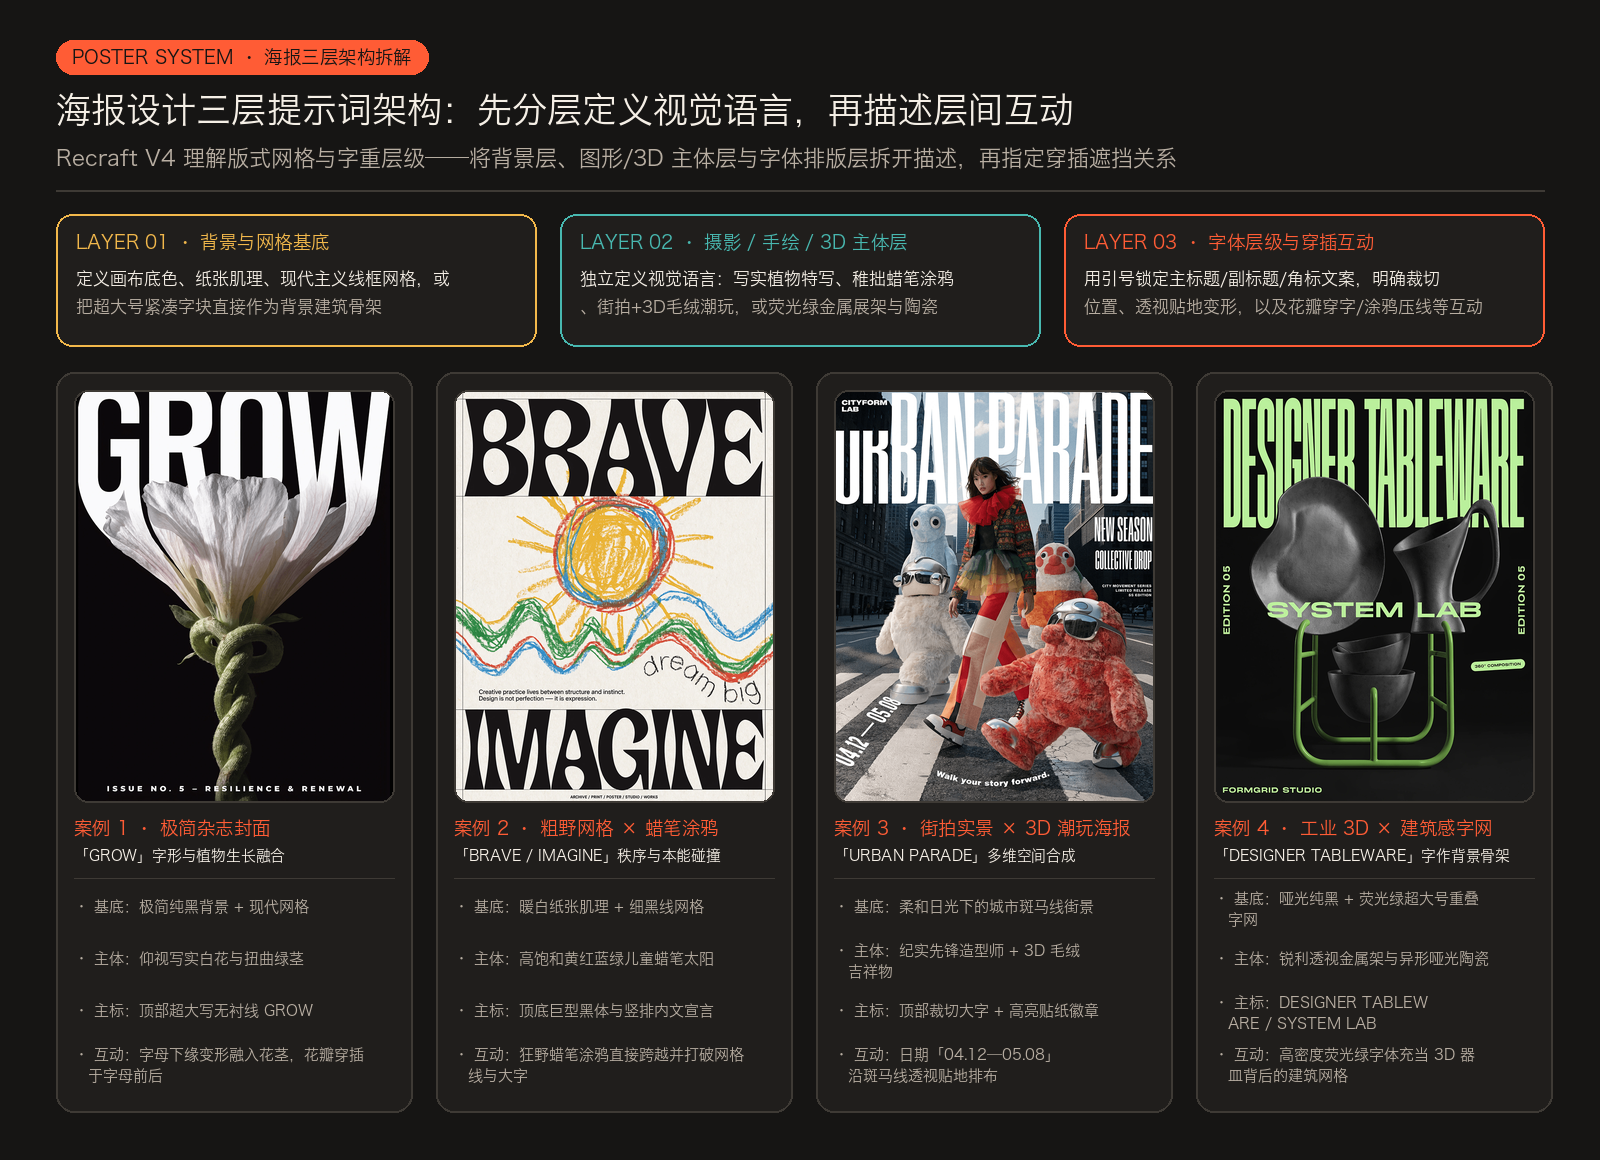 POSTER SYSTEM · 海报三层架构拆解
海报设计三层提示词架构：先分层定义视觉语言，再描述层间互动
Recraft V4 理解版式网格与字重层级——将背景层、图形/3D 主体层与字体排版层拆开描述，再指定穿插遮挡关系
LAYER 01 · 背景与网格基底
定义画布底色、纸张肌理、现代主义线框网格，或
把超大号紧凑字块直接作为背景建筑骨架
LAYER 02 · 摄影 / 手绘 / 3D 主体层
独立定义视觉语言：写实植物特写、稚拙蜡笔涂鸦
、街拍+3D毛绒潮玩，或荧光绿金属展架与陶瓷
LAYER 03 · 字体层级与穿插互动
用引号锁定主标题/副标题/角标文案，明确裁切
位置、透视贴地变形，以及花瓣穿字/涂鸦压线等互动
GROW
ISSUE NO. 5 – RESILIENCE & RENEWAL
案例 1 · 极简杂志封面
「GROW」字形与植物生长融合
· 基底：极简纯黑背景 + 现代网格
· 主体：仰视写实白花与扭曲绿茎
· 主标：顶部超大写无衬线 GROW
· 互动：字母下缘变形融入花茎，花瓣穿插
于字母前后
BRAVE
dream big
Creative practice lives between structure and instinct.
Design is not perfection — it is expression.
IMAGINE
ARCHIVE / PRINT / POSTER / STUDIO / WORKS
案例 2 · 粗野网格 × 蜡笔涂鸦
「BRAVE / IMAGINE」秩序与本能碰撞
· 基底：暖白纸张肌理 + 细黑线网格
· 主体：高饱和黄红蓝绿儿童蜡笔太阳
· 主标：顶底巨型黑体与竖排内文宣言
· 互动：狂野蜡笔涂鸦直接跨越并打破网格
线与大字
CITYFORM
LAB
URBAN PARADE
NEW SEASON
COLLECTIVE DROP
CITY MOVEMENT SERIES
LIMITED RELEASE
SS EDITION
04.12 — 05.08
Walk your story forward.
案例 3 · 街拍实景 × 3D 潮玩海报
「URBAN PARADE」多维空间合成
· 基底：柔和日光下的城市斑马线街景
· 主体：纪实先锋造型师 + 3D 毛绒
吉祥物
· 主标：顶部裁切大字 + 高亮贴纸徽章
· 互动：日期「04.12—05.08」
沿斑马线透视贴地排布
DESIGNER TABLEWARE
EDITION 05
SYSTEM LAB
EDITION 05
360° COMPOSITION
FORMGRID STUDIO
案例 4 · 工业 3D × 建筑感字网
「DESIGNER TABLEWARE」字作背景骨架
· 基底：哑光纯黑 + 荧光绿超大号重叠
字网
· 主体：锐利透视金属架与异形哑光陶瓷
· 主标：DESIGNER TABLEW
ARE / SYSTEM LAB
· 互动：高密度荧光绿字体充当 3D 器
皿背后的建筑网格